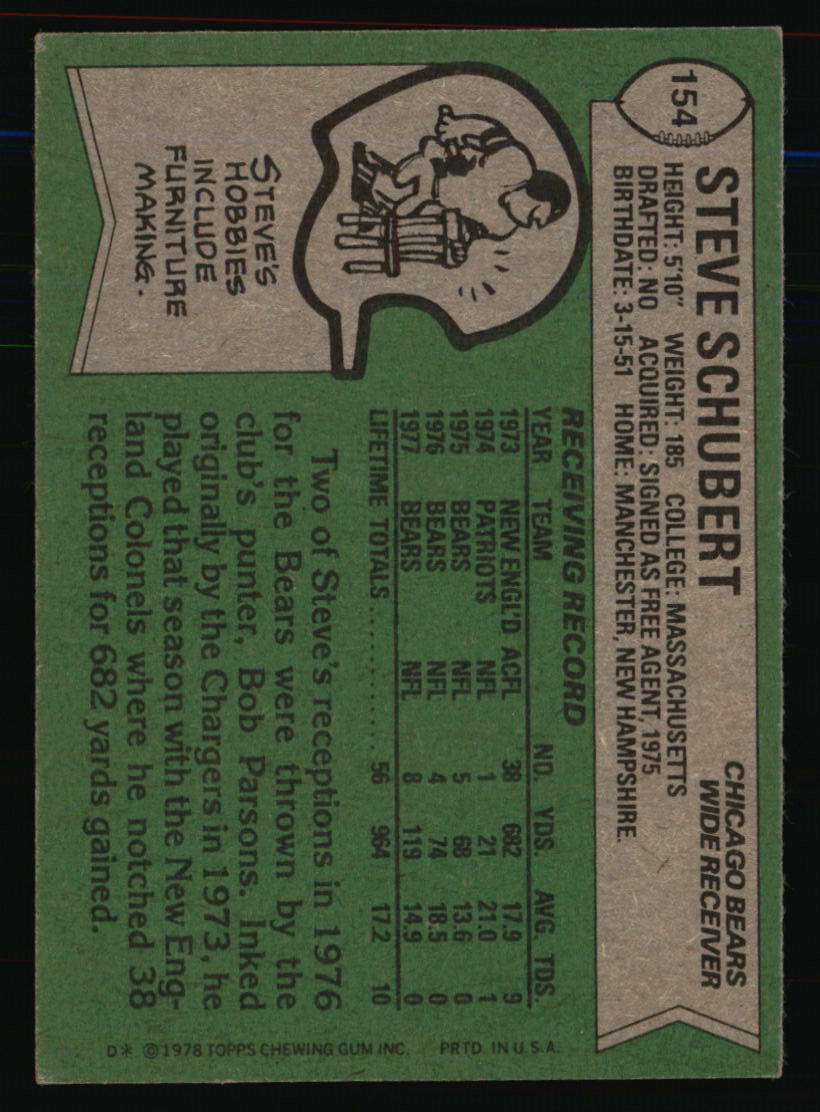 154
STEVE SCHUBERT
CHICAGO BEARS
WIDE RECEIVER
HEIGHT: 5'10" WEIGHT: 185 COLLEGE: MASSACHUSETTS
DRAFTED: NO ACQUIRED: SIGNED AS FREE AGENT, 1975
BIRTHDATE: 3-15-51 HOME: MANCHESTER, NEW HAMPSHIRE.
STEVE'S
HOBBIES
INCLUDE
FURNITURE
MAKING.
RECEIVING RECORD
YEAR TEAM NO. YDS. AVG. TDS.
1973 NEW ENGL'D ACFL 38 682 17.9 9
1974 PATRIOTS NFL 1 21 21.0 1
1975 BEARS NFL 5 68 13.6 0
1976 BEARS NFL 4 74 18.5 0
1977 BEARS NFL 8 119 14.9 0
LIFETIME TOTALS........... 56 964 17.2 10
Two of Steve's receptions in 1976
for the Bears were thrown by the
club's punter, Bob Parsons. Inked
originally by the Chargers in 1973, he
played that season with the New Eng-
land Colonels where he notched 38
receptions for 682 yards gained.
D* ©1978 TOPPS CHEWING GUM INC. PRTD. IN U.S.A.